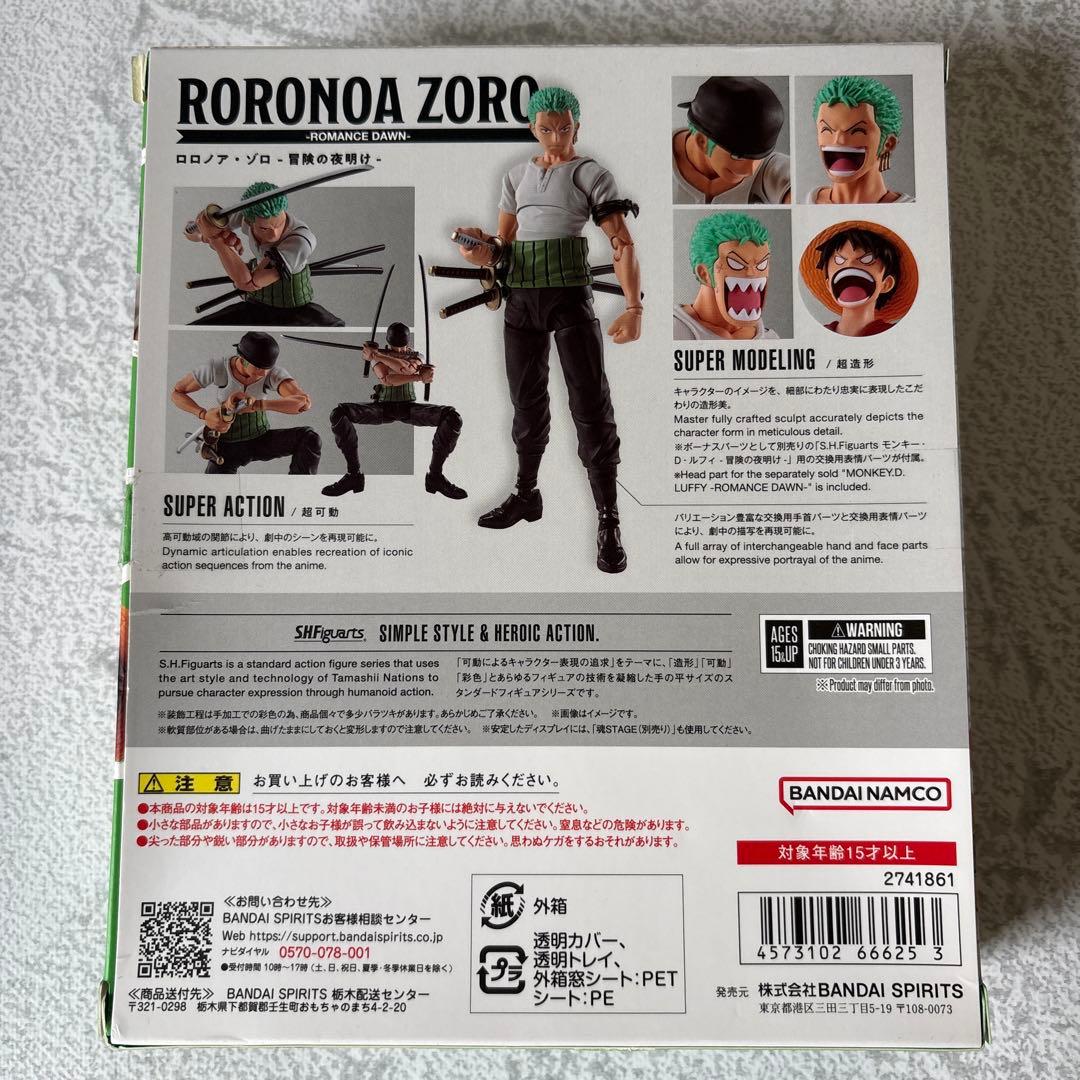 RORONOA ZORO
-ROMANCE DAWN-
ロロノア・ゾロ -冒険の夜明け-
SUPER MODELING / 超造形
キャラクターのイメージを、細部にわたり忠実に表現したこだ
わりの造形美。
Master fully crafted sculpt accurately depicts the
character form in meticulous detail.
※ボーナスパーツとして別売りの「S.H.Figuarts モンキー・
D・ルフィ -冒険の夜明け-」用の交換用表情パーツが付属。
※Head part for the separately sold "MONKEY.D.
LUFFY -ROMANCE DAWN-" is included.
バリエーション豊富な交換用手首パーツと交換用表情パーツ
により、劇中の描写を再現可能に。
A full array of interchangeable hand and face parts
allow for expressive portrayal of the anime.
SUPER ACTION / 超可動
高可動域の関節により、劇中のシーンを再現可能に。
Dynamic articulation enables recreation of iconic
action sequences from the anime.
S.H.Figuarts SIMPLE STYLE & HEROIC ACTION.
S.H.Figuarts is a standard action figure series that uses
the art style and technology of Tamashii Nations to
pursue character expression through humanoid action.
「可動によるキャラクター表現の追求」をテーマに、「造形」「可動」
「彩色」とあらゆるフィギュアの技術を凝縮した手の平サイズのス
タンダードフィギュアシリーズです。
※装飾工程は手加工での彩色の為、商品個々で多少バラツキがあります。あらかじめご了承ください。 ※画像はイメージです。
※軟質部位がある場合は、曲げたままにしておくと変形しますので注意してください。 ※安定したディスプレイには、「魂STAGE(別売り)」も使用してください。
AGES
15&UP
⚠WARNING
CHOKING HAZARD SMALL PARTS.
NOT FOR CHILDREN UNDER 3 YEARS.
※Product may differ from photo.
⚠注意 お買い上げのお客様へ 必ずお読みください。
●本商品の対象年齢は15才以上です。対象年齢未満のお子様には絶対に与えないでください。
●小さな部品がありますので、小さなお子様が誤って飲み込まないように注意してください。窒息などの危険があります。
●尖った部分や鋭い部分がありますので、取扱や保管場所に注意してください。思わぬケガをするおそれがあります。
BANDAI NAMCO
対象年齢15才以上
2741861
4573102 66625 3
≪お問い合わせ先≫
BANDAI SPIRITSお客様相談センター
Web https://support.bandaispirits.co.jp
ナビダイヤル 0570-078-001
●受付時間 10時〜17時(土、日、祝日、夏季・冬季休業日を除く)
≪商品送付先≫ BANDAI SPIRITS 栃木配送センター
〒321-0298 栃木県下都賀郡壬生町おもちゃのまち4-2-20
紙 外箱
プラ 透明カバー、
透明トレイ、
外箱窓シート:PET
シート:PE
発売元 株式会社BANDAI SPIRITS
東京都港区三田三丁目5-19 〒108-0073